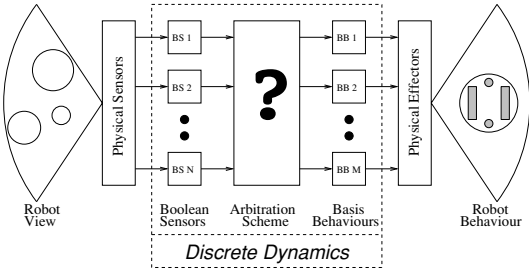 Physical Sensors
BS 1
BS 2
BS N
?
BB 1
BB 2
BB M
Physical Effectors
Robot
View
Boolean
Sensors
Arbitration
Scheme
Basis
Behaviours
Robot
Behaviour
Discrete Dynamics